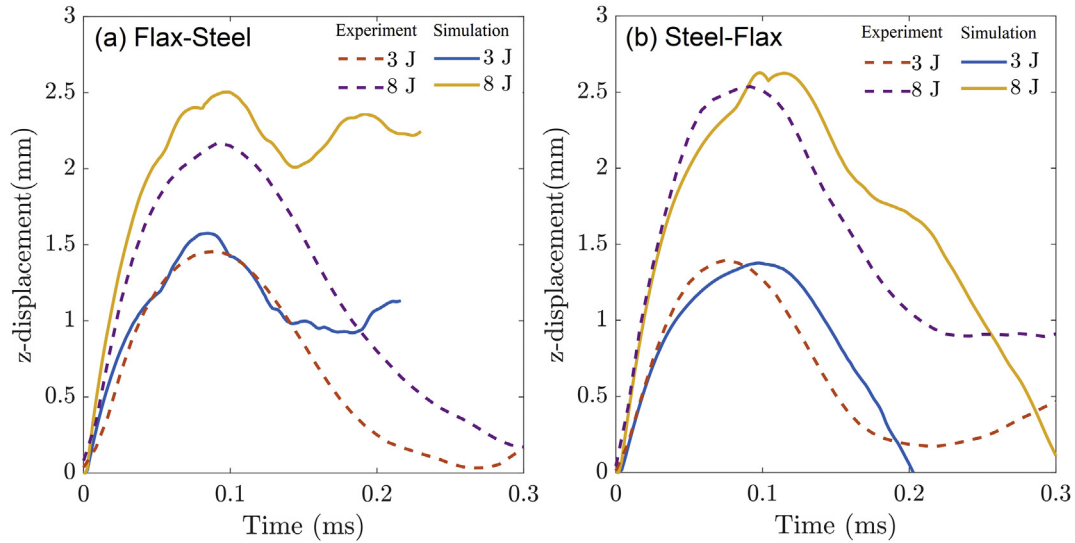 (a) Flax-Steel
Experiment Simulation
3 J 3 J
8 J 8 J
z-displacement(mm)
3
2.5
2
1.5
1
0.5
0
0 0.1 0.2 0.3
Time (ms)
(b) Steel-Flax
Experiment Simulation
3 J 3 J
8 J 8 J
z-displacement(mm)
3
2.5
2
1.5
1
0.5
0
0 0.1 0.2 0.3
Time (ms)